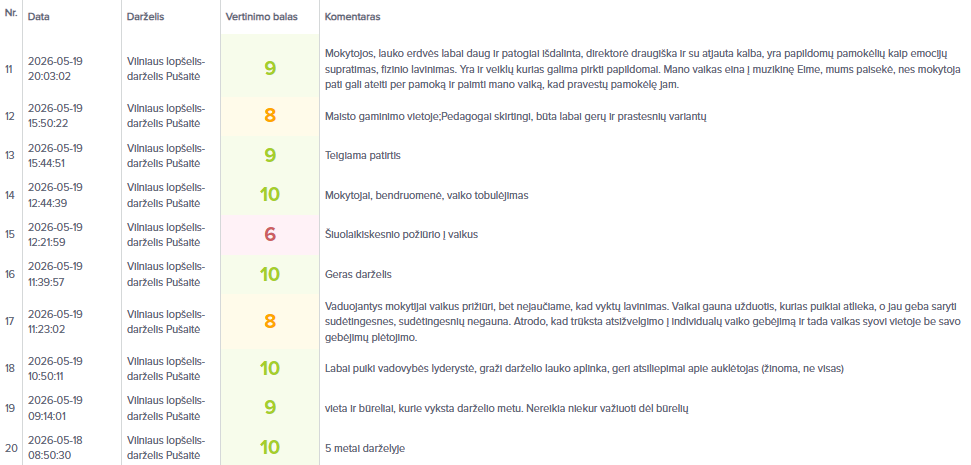 Nr. Data Darželis Vertinimo balas Komentaras
11 2026-05-19 20:03:02 Vilniaus lopšelis-darželis Pušaitė 9 Mokytojos, lauko erdvės labai daug ir patogiai išdalinta, direktorė draugiška ir su atjauta kalba, yra papildomų pamokėlių kaip emocijų
supratimas, fizinio lavinimas. Yra ir veiklų kurias galima pirkti papildomai. Mano vaikas eina į muzikinę Eime, mums paisekė, nes mokytoja
pati gali ateiti per pamoką ir paimti mano vaiką, kad pravestų pamokėlę jam.
12 2026-05-19 15:50:22 Vilniaus lopšelis-darželis Pušaitė 8 Maisto gaminimo vietoje;Pedagogai skirtingi, būta labai gerų ir prastesnių variantų
13 2026-05-19 15:44:51 Vilniaus lopšelis-darželis Pušaitė 9 Teigiama patirtis
14 2026-05-19 12:44:39 Vilniaus lopšelis-darželis Pušaitė 10 Mokytojai, bendruomenė, vaiko tobulėjimas
15 2026-05-19 12:21:59 Vilniaus lopšelis-darželis Pušaitė 6 Šiuolaikiskesnio požiūrio į vaikus
16 2026-05-19 11:39:57 Vilniaus lopšelis-darželis Pušaitė 10 Geras darželis
17 2026-05-19 11:23:02 Vilniaus lopšelis-darželis Pušaitė 8 Vaduojantys mokytijai vaikus prižiūri, bet nejaučiame, kad vyktų lavinimas. Vaikai gauna užduotis, kurias puikiai atlieka, o jau geba saryti
sudėtingesnes, sudėtingesnių negauna. Atrodo, kad trūksta atsižvelgimo į individualų vaiko gebėjimą ir tada vaikas syovi vietoje be savo
gebėjimų plėtojimo.
18 2026-05-19 10:50:11 Vilniaus lopšelis-darželis Pušaitė 10 Labai puiki vadovybės lyderystė, graži darželio lauko aplinka, geri atsiliepimai apie auklėtojas (žinoma, ne visas)
19 2026-05-19 09:14:01 Vilniaus lopšelis-darželis Pušaitė 9 vieta ir būreliai, kurie vyksta darželio metu. Nereikia niekur važiuoti dėl būrelių
20 2026-05-18 08:50:30 Vilniaus lopšelis-darželis Pušaitė 10 5 metai darželyje